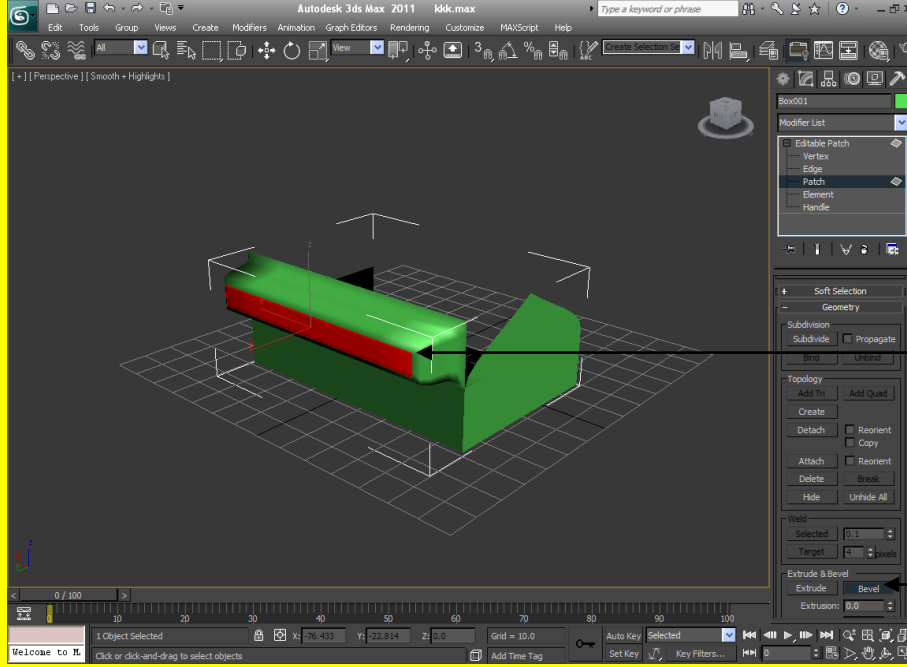 Autodesk 3ds Max 2011 kkk.max
Type a keyword or phrase
Edit Tools Group Views Create Modifiers Animation Graph Editors Rendering Customize MAXScript Help
All
View
3
Create Selection Se
[ + ] [ Perspective ] [ Smooth + Highlights ]
Box001
Modifier List
Editable Patch
Vertex
Edge
Patch
Element
Handle
+ Soft Selection
- Geometry
Subdivision
Subdivide Propagate
Bind Unbind
Topology
Add Tri Add Quad
Create
Detach Reorient
Copy
Attach Reorient
Delete Break
Hide Unhide All
Weld
Selected 0.1
Target 4 pixels
Extrude & Bevel
Extrude Bevel
Extrusion: 0.0
z
x
z
< 0 / 100 >
0 10 20 30 40 50 60 70 80 90 100
1 Object Selected X: -76.433 Y: -22.814 Z: 0.0 Grid = 10.0 Auto Key Selected
Welcome to M Click or click-and-drag to select objects Add Time Tag Set Key Key Filters... 0